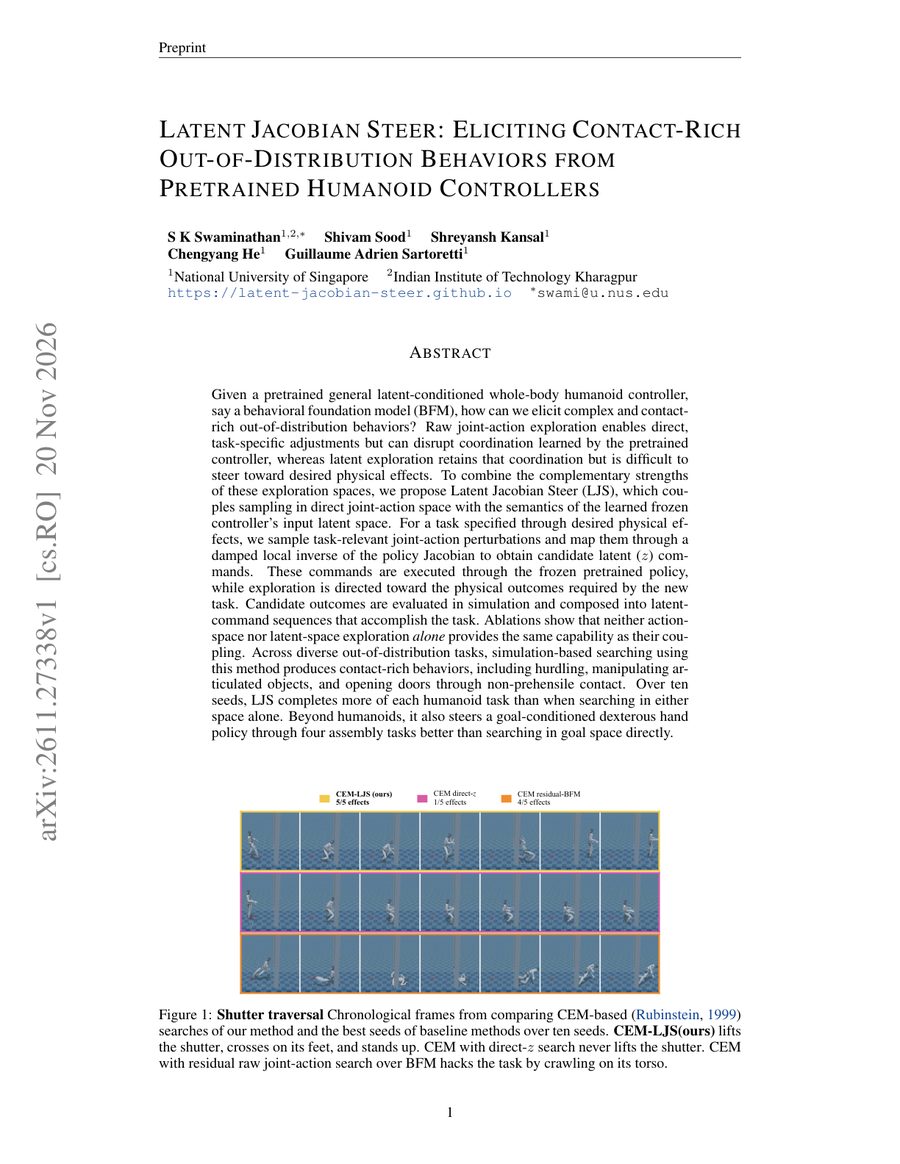 Preprint
LATENT JACOBIAN STEER: ELICITING CONTACT-RICH
OUT-OF-DISTRIBUTION BEHAVIORS FROM
PRETRAINED HUMANOID CONTROLLERS
S K Swaminathan1,2,∗ Shivam Sood1 Shreyansh Kansal1
Chengyang He1 Guillaume Adrien Sartoretti1
1National University of Singapore 2Indian Institute of Technology Kharagpur
https://latent-jacobian-steer.github.io ∗swami@u.nus.edu
ABSTRACT
Given a pretrained general latent-conditioned whole-body humanoid controller,
say a behavioral foundation model (BFM), how can we elicit complex and contact-
rich out-of-distribution behaviors? Raw joint-action exploration enables direct,
task-specific adjustments but can disrupt coordination learned by the pretrained
controller, whereas latent exploration retains that coordination but is difficult to
steer toward desired physical effects. To combine the complementary strengths
of these exploration spaces, we propose Latent Jacobian Steer (LJS), which cou-
ples sampling in direct joint-action space with the semantics of the learned frozen
controller's input latent space. For a task specified through desired physical ef-
fects, we sample task-relevant joint-action perturbations and map them through a
damped local inverse of the policy Jacobian to obtain candidate latent (z) com-
mands. These commands are executed through the frozen pretrained policy,
while exploration is directed toward the physical outcomes required by the new
task. Candidate outcomes are evaluated in simulation and composed into latent-
command sequences that accomplish the task. Ablations show that neither action-
space nor latent-space exploration alone provides the same capability as their cou-
pling. Across diverse out-of-distribution tasks, simulation-based searching using
this method produces contact-rich behaviors, including hurdling, manipulating ar-
ticulated objects, and opening doors through non-prehensile contact. Over ten
seeds, LJS completes more of each humanoid task than when searching in either
space alone. Beyond humanoids, it also steers a goal-conditioned dexterous hand
policy through four assembly tasks better than searching in goal space directly.
CEM-LJS (ours) CEM direct-z CEM residual-BFM
5/5 effects 1/5 effects 4/5 effects
Figure 1: Shutter traversal Chronological frames from comparing CEM-based (Rubinstein, 1999)
searches of our method and the best seeds of baseline methods over ten seeds. CEM-LJS(ours) lifts
the shutter, crosses on its feet, and stands up. CEM with direct-z search never lifts the shutter. CEM
with residual raw joint-action search over BFM hacks the task by crawling on its torso.
1
arXiv:2611.27338v1 [cs.RO] 20 Nov 2026